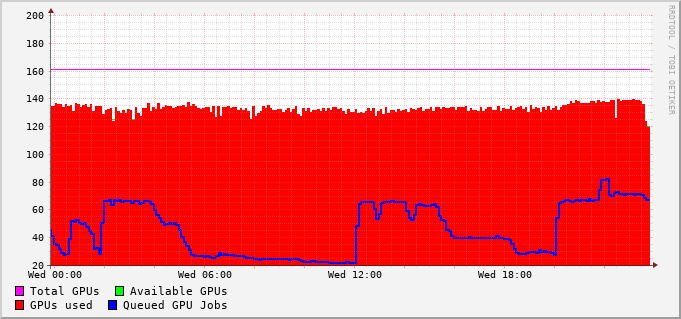 RRDTOOL / TOBI OETIKER
200
180
160
140
120
100
80
60
40
20
Wed 00:00 Wed 06:00 Wed 12:00 Wed 18:00
Total GPUs Available GPUs
GPUs used Queued GPU Jobs